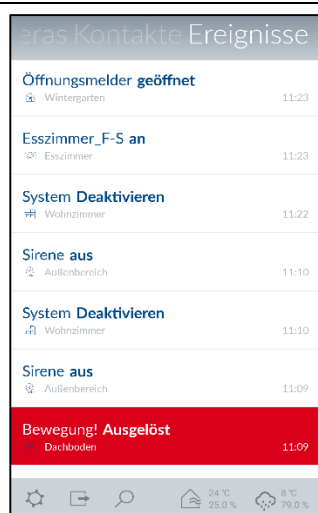 eras Kontakte Ereignisse
Öffnungsmelder geöffnet
Wintergarten 11:23
Esszimmer_F-S an
Esszimmer 11:23
System Deaktivieren
Wohnzimmer 11:22
Sirene aus
Außenbereich 11:10
System Deaktivieren
Wohnzimmer 11:10
Sirene aus
Außenbereich 11:09
Bewegung! Ausgelöst
Dachboden 11:09
24 °C 8 °C
25.0 % 79.0 %